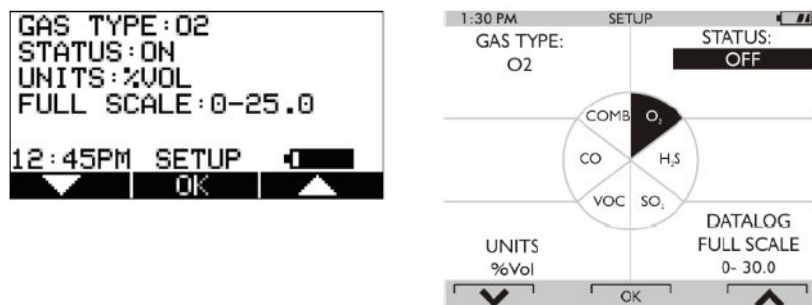 GAS TYPE:O2
STATUS:ON
UNITS:%VOL
FULL SCALE:0-25.0
12:45PM SETUP
OK
1:30 PM SETUP
GAS TYPE:
O2
STATUS:
OFF
COMB O₂
CO H₂S
VOC SO₂
UNITS
%Vol
DATALOG
FULL SCALE
0- 30.0
OK